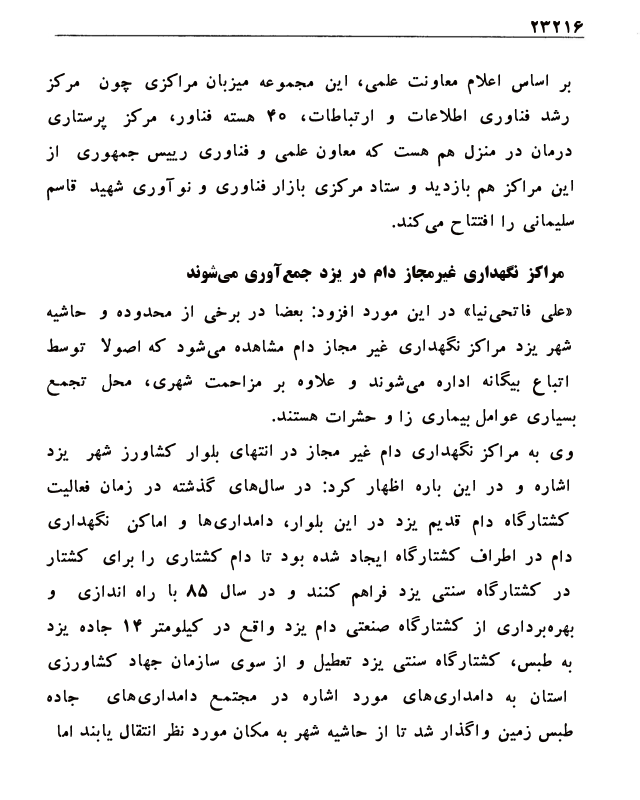 ۲۳۲۱۶
بر اساس اعلام معاونت علمی، این مجموعه میزبان مراکزی چون مرکز
رشد فناوری اطلاعات و ارتباطات، ۴۰ هسته فناور، مرکز پرستاری
درمان در منزل هم هست که معاون علمی و فناوری رییس جمهوری از
این مراکز هم بازدید و ستاد مرکزی بازار فناوری و نوآوری شهید قاسم
سلیمانی را افتتاح می‌کند.
مراکز نگهداری غیرمجاز دام در یزد جمع‌آوری می‌شوند
«علی فاتحی‌نیا» در این مورد افزود: بعضا در برخی از محدوده و حاشیه
شهر یزد مراکز نگهداری غیر مجاز دام مشاهده می‌شود که اصولا توسط
اتباع بیگانه اداره می‌شوند و علاوه بر مزاحمت شهری، محل تجمع
بسیاری عوامل بیماری زا و حشرات هستند.
وی به مراکز نگهداری دام غیر مجاز در انتهای بلوار کشاورز شهر یزد
اشاره و در این باره اظهار کرد: در سال‌های گذشته در زمان فعالیت
کشتارگاه دام قدیم یزد در این بلوار، دامداری‌ها و اماکن نگهداری
دام در اطراف کشتارگاه ایجاد شده بود تا دام کشتاری را برای کشتار
در کشتارگاه سنتی یزد فراهم کنند و در سال ۸۵ با راه اندازی و
بهره‌برداری از کشتارگاه صنعتی دام یزد واقع در کیلومتر ۱۴ جاده یزد
به طبس، کشتارگاه سنتی یزد تعطیل و از سوی سازمان جهاد کشاورزی
استان به دامداری‌های مورد اشاره در مجتمع دامداری‌های جاده
طبس زمین واگذار شد تا از حاشیه شهر به مکان مورد نظر انتقال یابند اما